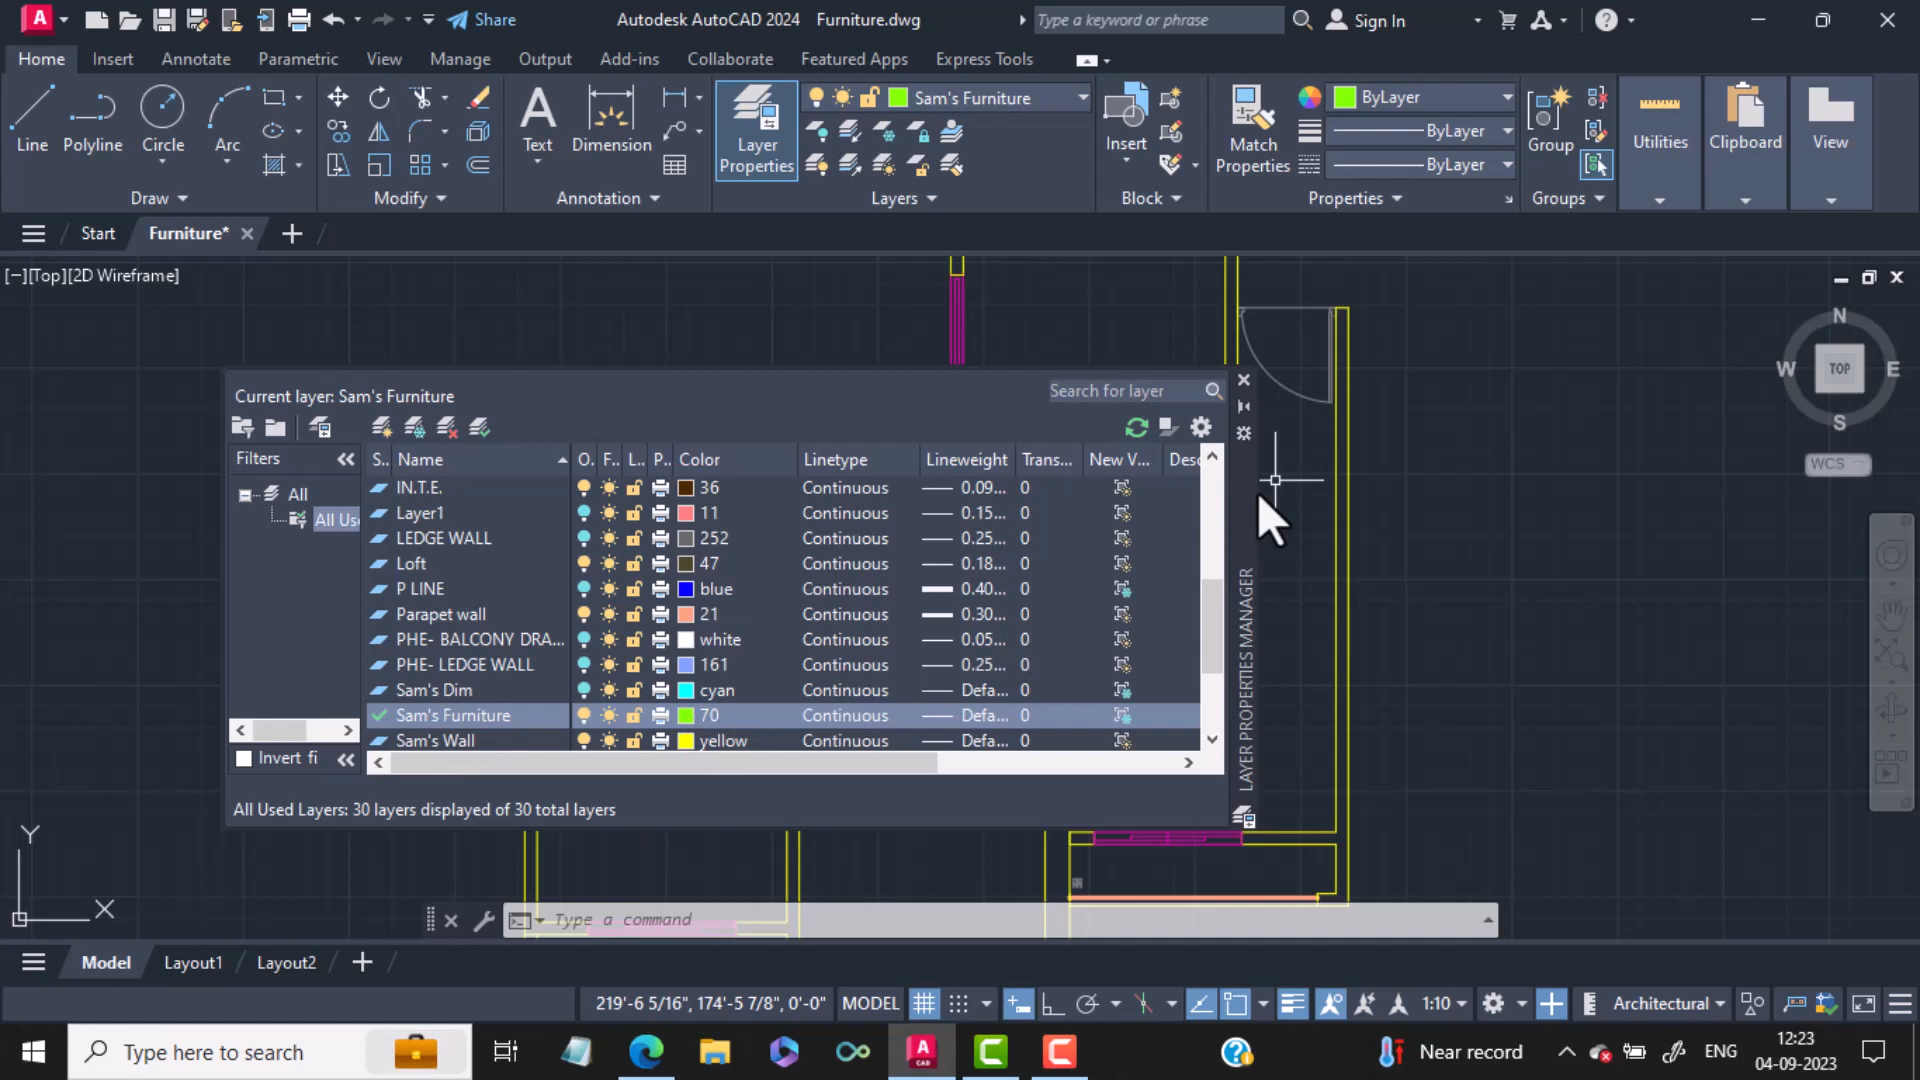 Share
Autodesk AutoCAD 2024 Furniture.dwg
Type a keyword or phrase
Sign In
Home Insert Annotate Parametric View Manage Output Add-ins Collaborate Featured Apps Express Tools
Line Polyline Circle Arc
Text Dimension
Layer Properties
Sam's Furniture
Insert
Match Properties
ByLayer
ByLayer
ByLayer
Group
Utilities
Clipboard
View
Draw Modify Annotation Layers Block Properties Groups
Start Furniture*
[−][Top][2D Wireframe]
N
W TOP E
S
WCS
Current layer: Sam's Furniture
Search for layer
Filters
All
All Us
Invert fi
S.. Name O. F.. L.. P.. Color Linetype Lineweight Trans... New V... Desc
IN.T.E. 36 Continuous 0.09... 0
Layer1 11 Continuous 0.15... 0
LEDGE WALL 252 Continuous 0.25... 0
Loft 47 Continuous 0.18... 0
P LINE blue Continuous 0.40... 0
Parapet wall 21 Continuous 0.30... 0
PHE- BALCONY DRA... white Continuous 0.05... 0
PHE- LEDGE WALL 161 Continuous 0.25... 0
Sam's Dim cyan Continuous Defa... 0
Sam's Furniture 70 Continuous Defa... 0
Sam's Wall yellow Continuous Defa... 0
All Used Layers: 30 layers displayed of 30 total layers
LAYER PROPERTIES MANAGER
Y
X
Type a command
Model Layout1 Layout2
219'-6 5/16", 174'-5 7/8", 0'-0" MODEL 1:10 Architectural
Type here to search
Near record
ENG
12:23
04-09-2023